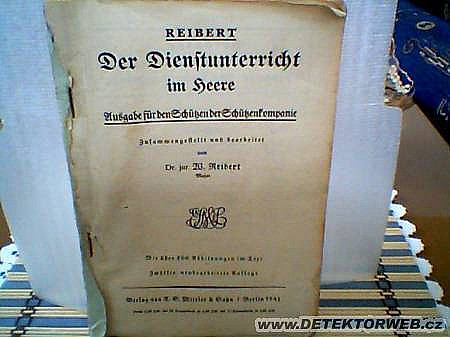 REIBERT
Der Dienstunterricht
im Heere
Ausgabe für den Schützen der Schützenkompanie
Zusammengestellt und bearbeitet
von
Dr. jur. W. Reibert
Major
Mit über 500 Abbildungen im Text
Zwölfte, neubearbeitete Auflage
Verlag von E. S. Mittler & Sohn / Berlin
www.DETEKTORWEB.cz